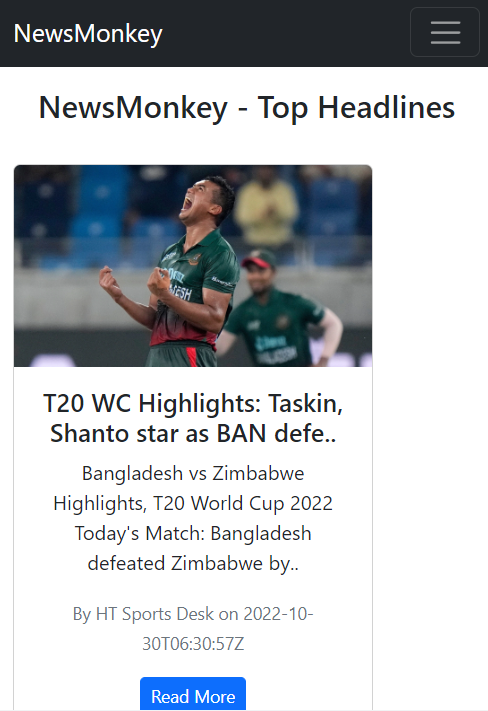 NewsMonkey
NewsMonkey - Top Headlines
T20 WC Highlights: Taskin,
Shanto star as BAN defe..
Bangladesh vs Zimbabwe
Highlights, T20 World Cup 2022
Today's Match: Bangladesh
defeated Zimbabwe by..
By HT Sports Desk on 2022-10-
30T06:30:57Z
Read More